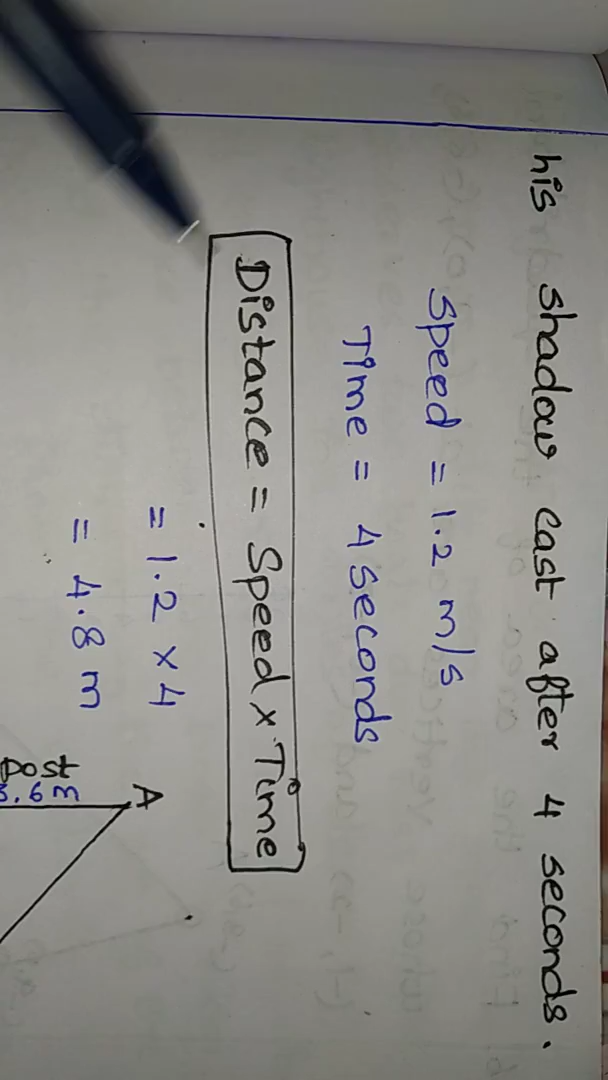 his shadow cast after 4 seconds.
Speed = 1.2 m/s
Time = 4 seconds
Distance = Speed x Time
= 1.2 x 4
= 4.8 m
A